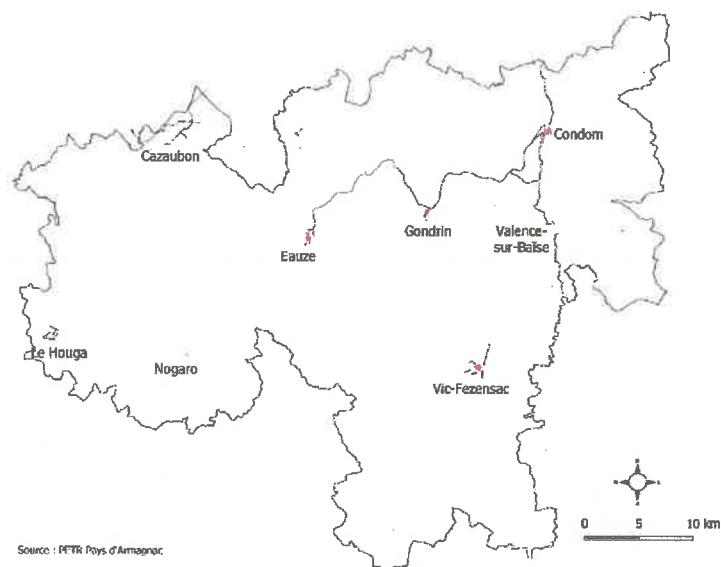 Condom
Cazaubon
Gondrin
Valence-
sur-Baïse
Eauze
Le Houga
Nogaro
Vic-Fezensac
0 5 10 km
Source : PETR Pays d'Armagnac